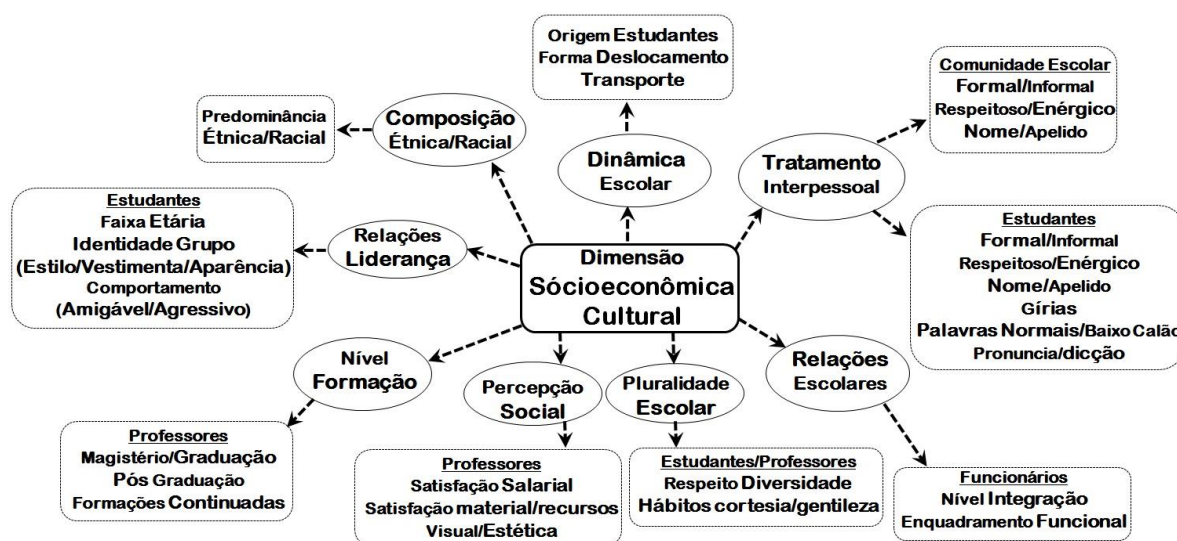 Origem Estudantes
Forma Deslocamento
Transporte
Comunidade Escolar
Formal/Informal
Respeitoso/Enérgico
Nome/Apelido
Predominância
Étnica/Racial
Composição
Étnica/Racial
Dinâmica
Escolar
Tratamento
Interpessoal
Estudantes
Faixa Etária
Identidade Grupo
(Estilo/Vestimenta/Aparência)
Comportamento
(Amigável/Agressivo)
Relações
Liderança
Dimensão
Sócioeconômica
Cultural
Estudantes
Formal/Informal
Respeitoso/Enérgico
Nome/Apelido
Gírias
Palavras Normais/Baixo Calão
Pronuncia/dicção
Nível
Formação
Percepção
Social
Pluralidade
Escolar
Relações
Escolares
Professores
Magistério/Graduação
Pós Graduação
Formações Continuadas
Professores
Satisfação Salarial
Satisfação material/recursos
Visual/Estética
Estudantes/Professores
Respeito Diversidade
Hábitos cortesia/gentileza
Funcionários
Nível Integração
Enquadramento Funcional